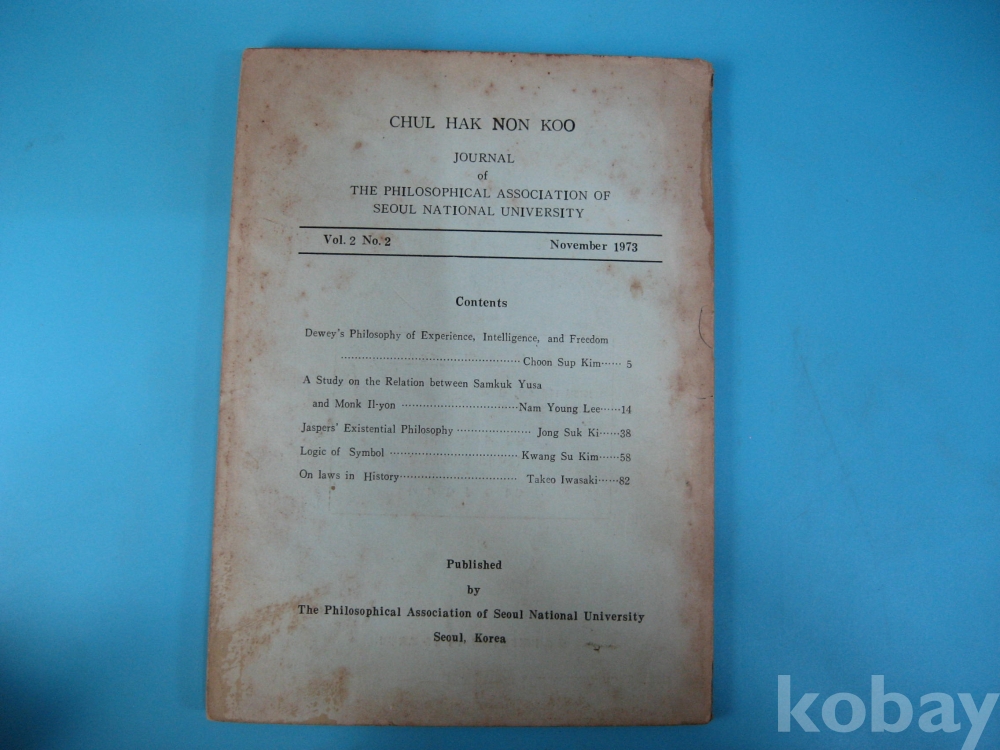 CHUL HAK NON KOO
JOURNAL
of
THE PHILOSOPHICAL ASSOCIATION OF
SEOUL NATIONAL UNIVERSITY
Vol. 2 No. 2 November 1973
Contents
Dewey's Philosophy of Experience, Intelligence, and Freedom
··················································· Choon Sup Kim······ 5
A Study on the Relation between Samkuk Yusa
and Monk Il-yon ·································Nam Young Lee······14
Jaspers' Existential Philosophy ····················· Jong Suk Ki······38
Logic of Symbol ···································· Kwang Su Kim······58
On laws in History································· Takeo Iwasaki······82
Published
by
The Philosophical Association of Seoul National University
Seoul, Korea
kobay